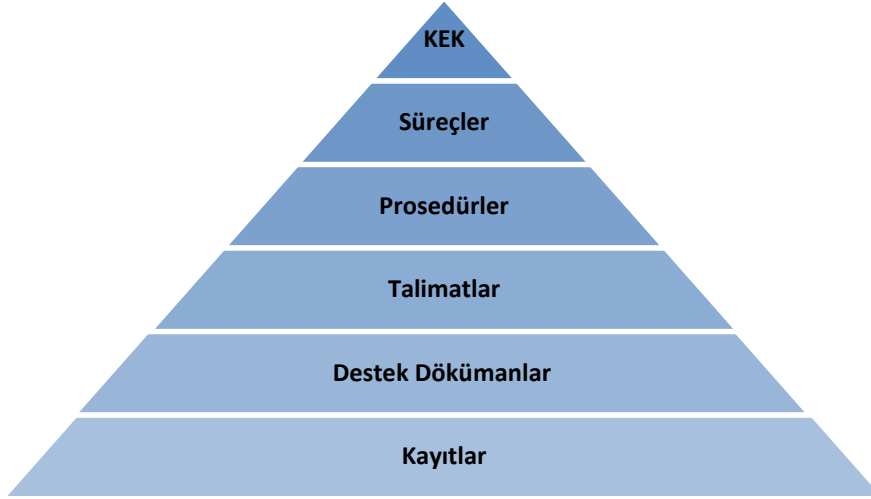 KEK
Süreçler
Prosedürler
Talimatlar
Destek Dökümanlar
Kayıtlar